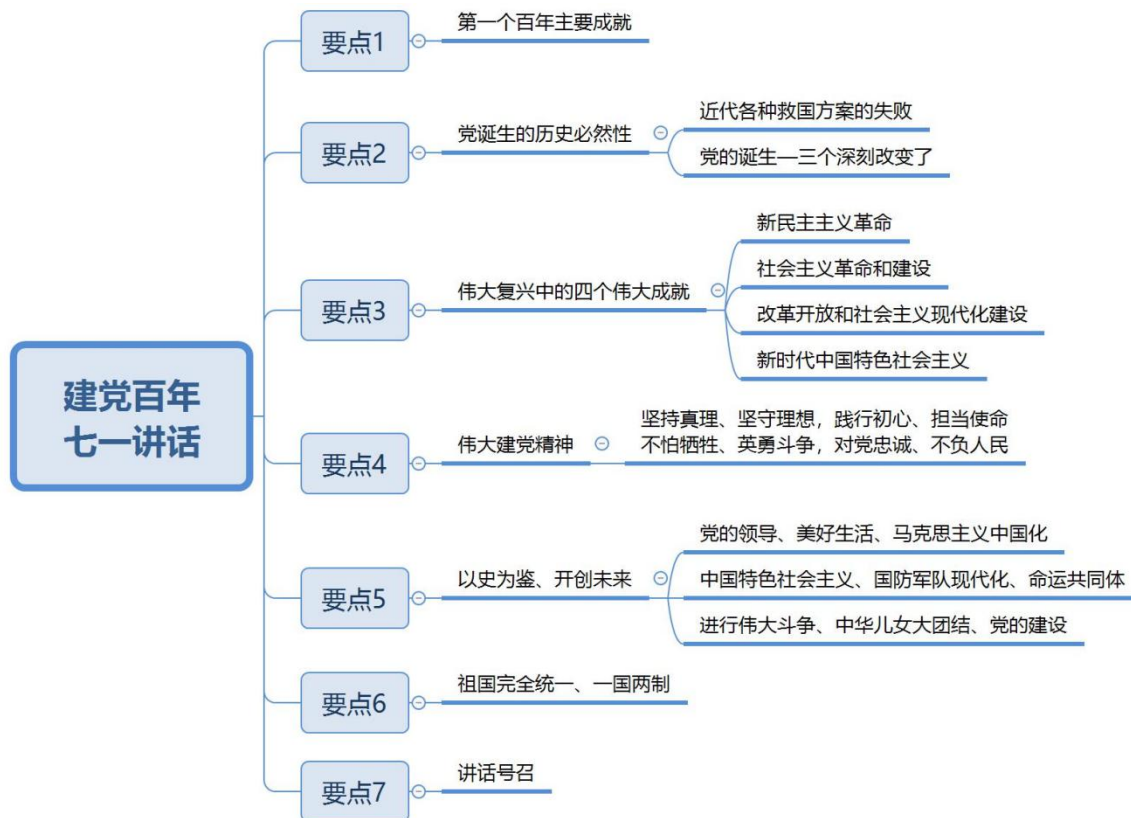 建党百年
七一讲话
要点1
第一个百年主要成就
要点2
党诞生的历史必然性
近代各种救国方案的失败
党的诞生—三个深刻改变了
要点3
伟大复兴中的四个伟大成就
新民主主义革命
社会主义革命和建设
改革开放和社会主义现代化建设
新时代中国特色社会主义
要点4
伟大建党精神
坚持真理、坚守理想，践行初心、担当使命
不怕牺牲、英勇斗争，对党忠诚、不负人民
要点5
以史为鉴、开创未来
党的领导、美好生活、马克思主义中国化
中国特色社会主义、国防军队现代化、命运共同体
进行伟大斗争、中华儿女大团结、党的建设
要点6
祖国完全统一、一国两制
要点7
讲话号召